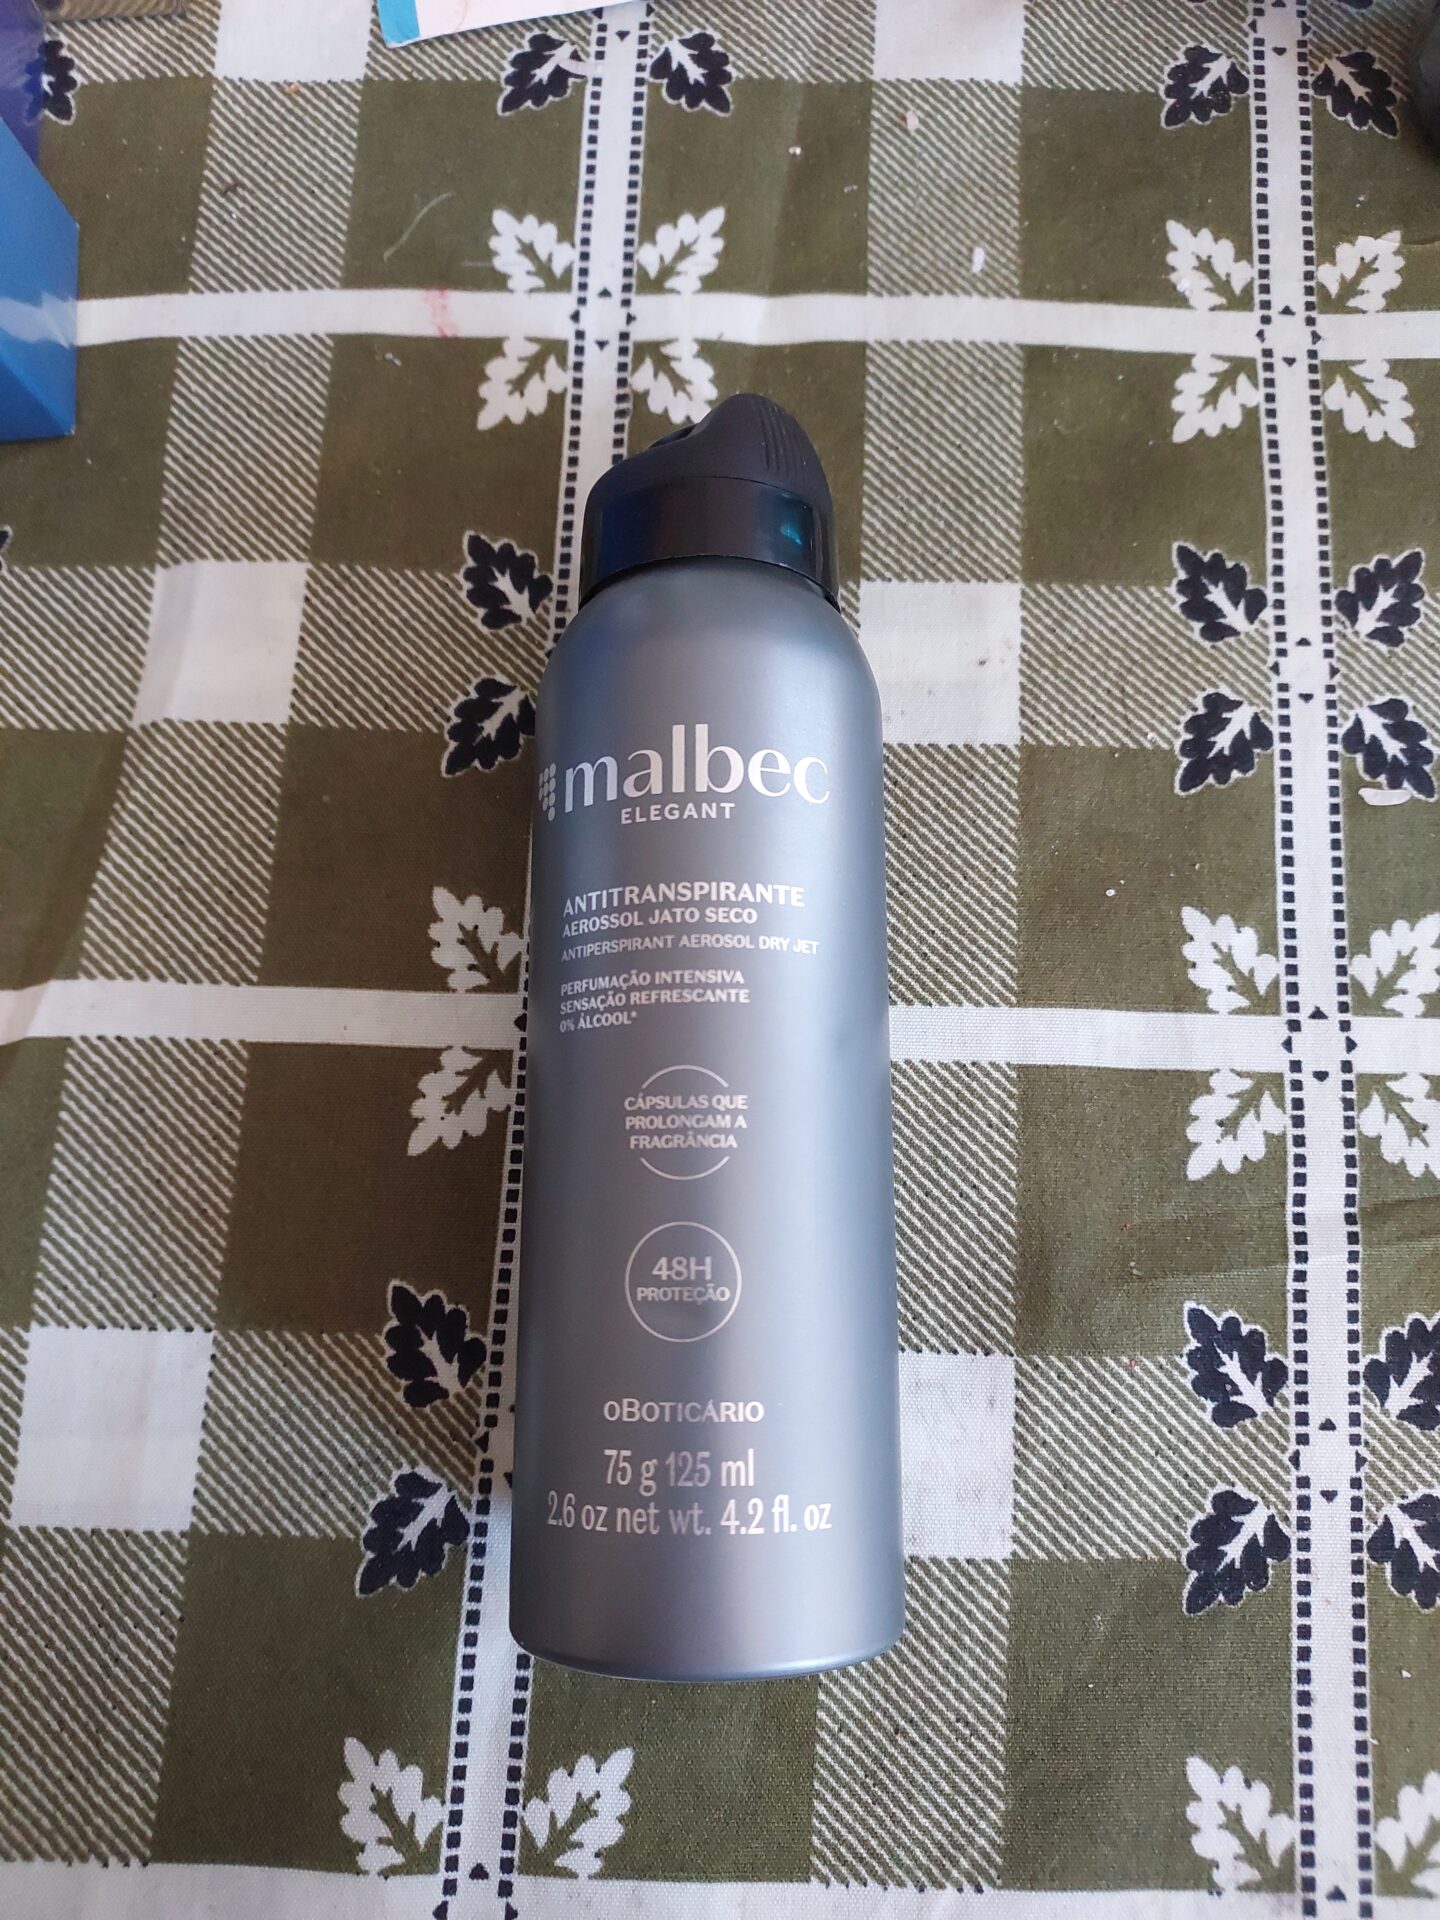 malbec
ELEGANT
ANTITRANSPIRANTE
AEROSSOL JATO SECO
ANTIPERSPIRANT AEROSOL DRY JET
PERFUMAÇÃO INTENSIVA
SENSAÇÃO REFRESCANTE
0% ÁLCOOL*
CÁPSULAS QUE
PROLONGAM A
FRAGRÂNCIA
48H
PROTEÇÃO
oBOTICÁRIO
75 g 125 ml
2.6 oz net wt. 4.2 fl. oz